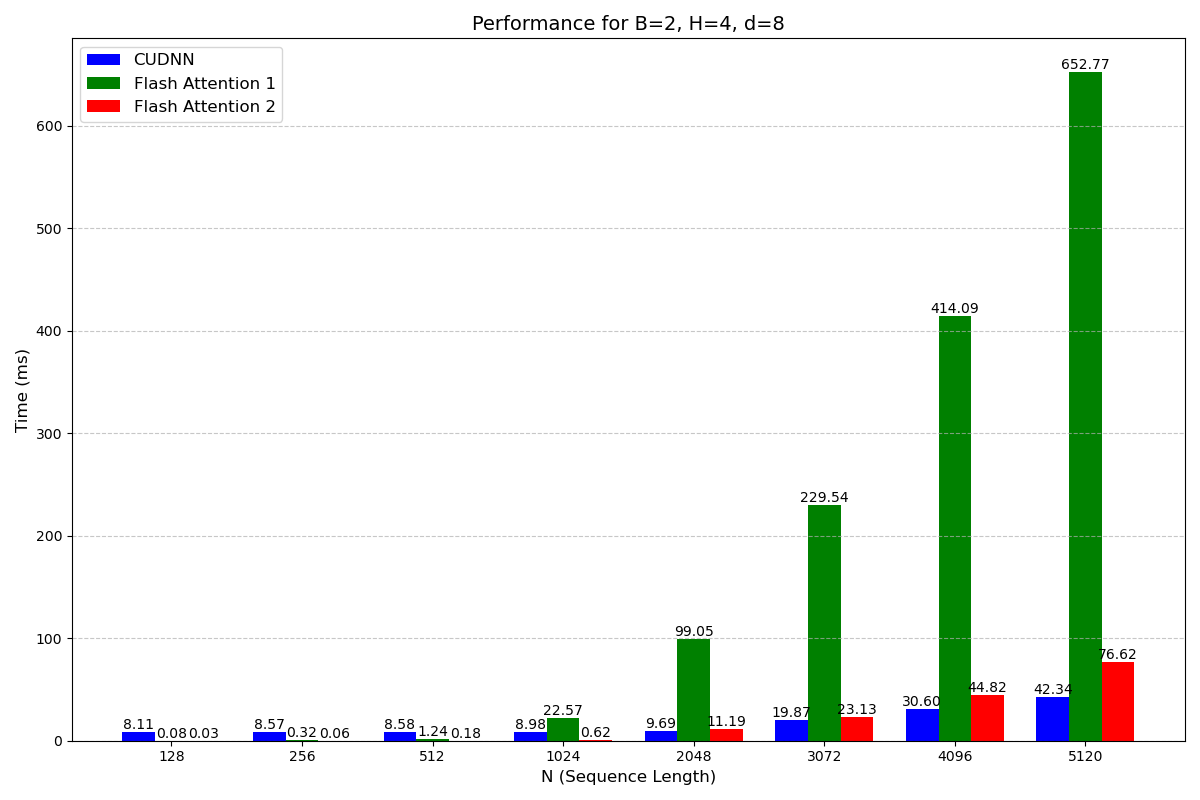 Performance for B=2, H=4, d=8
CUDNN
Flash Attention 1
Flash Attention 2
Time (ms)
600
500
400
300
200
100
0
8.11 0.08 0.03
8.57 0.32 0.06
8.58 1.24 0.18
8.98 22.57 0.62
9.69 99.05 11.19
19.87 229.54 23.13
30.60 414.09 44.82
42.34 652.77 76.62
128 256 512 1024 2048 3072 4096 5120
N (Sequence Length)